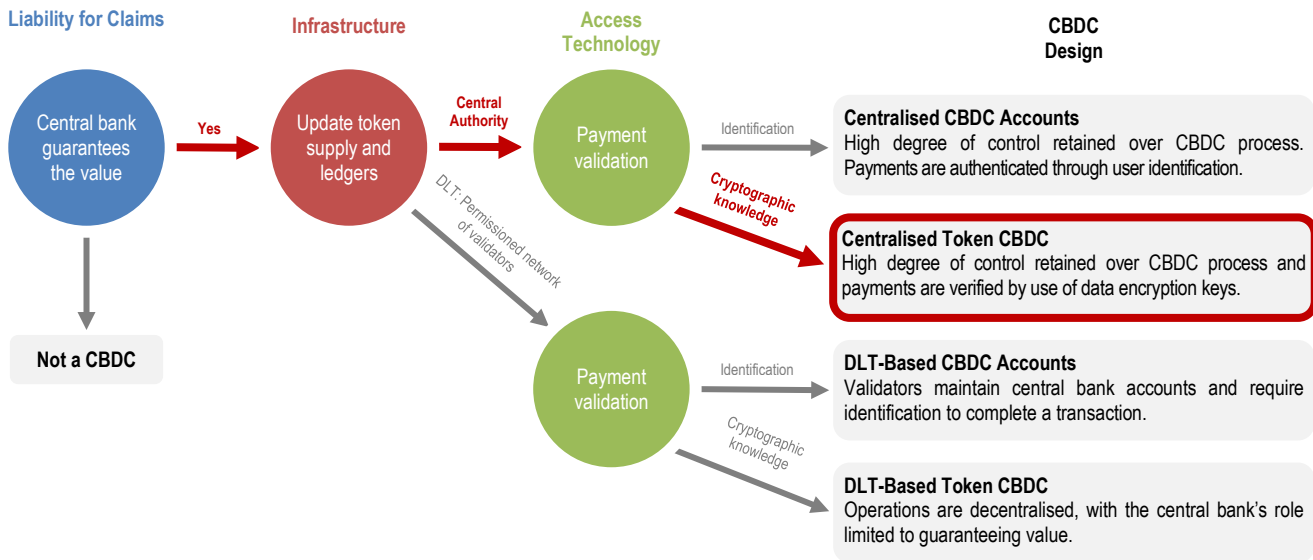 Liability for Claims
Infrastructure
Access
Technology
CBDC
Design
Central bank
guarantees
the value
Yes
Update token
supply and
ledgers
Central
Authority
Payment
validation
Identification
Centralised CBDC Accounts
High degree of control retained over CBDC process.
Payments are authenticated through user identification.
Cryptographic
knowledge
Centralised Token CBDC
High degree of control retained over CBDC process and
payments are verified by use of data encryption keys.
DLT: Permissioned network
of validators
Not a CBDC
Payment
validation
Identification
DLT-Based CBDC Accounts
Validators maintain central bank accounts and require
identification to complete a transaction.
Cryptographic
knowledge
DLT-Based Token CBDC
Operations are decentralised, with the central bank's role
limited to guaranteeing value.